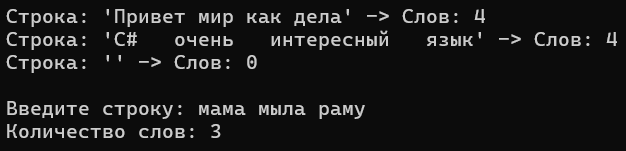 Строка: 'Привет мир как дела' -> Слов: 4
Строка: 'C#   очень   интересный   язык' -> Слов: 4
Строка: '' -> Слов: 0
Введите строку: мама мыла раму
Количество слов: 3